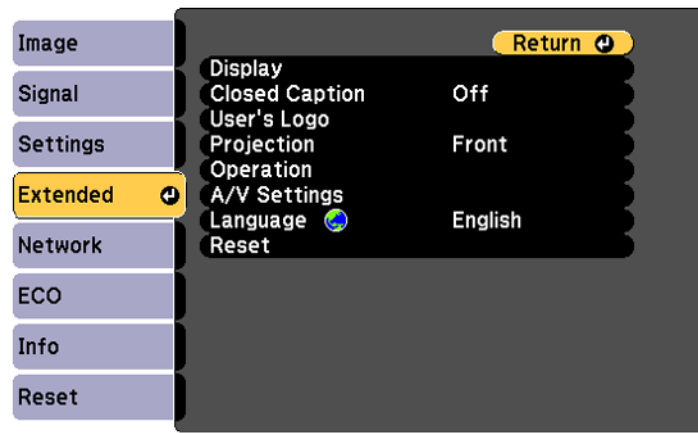 Image
Signal
Settings
Extended
Network
ECO
Info
Reset
Return
Display
Closed Caption Off
User's Logo
Projection Front
Operation
A/V Settings
Language English
Reset